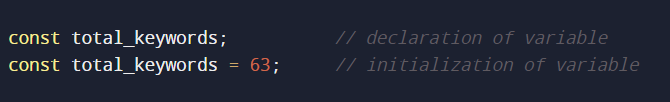 const total_keywords;          // declaration of variable
const total_keywords = 63;     // initialization of variable